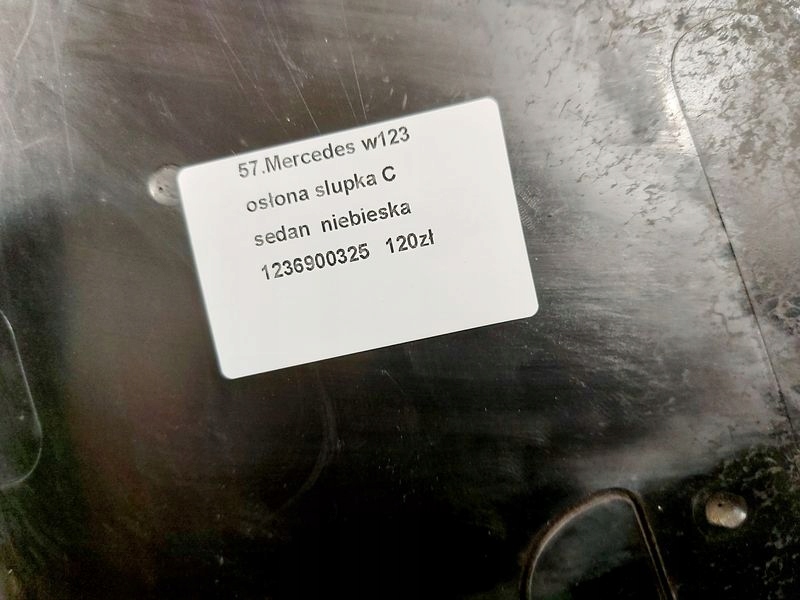 57.Mercedes w123
osłona slupka C
sedan niebieska
1236900325 120zł